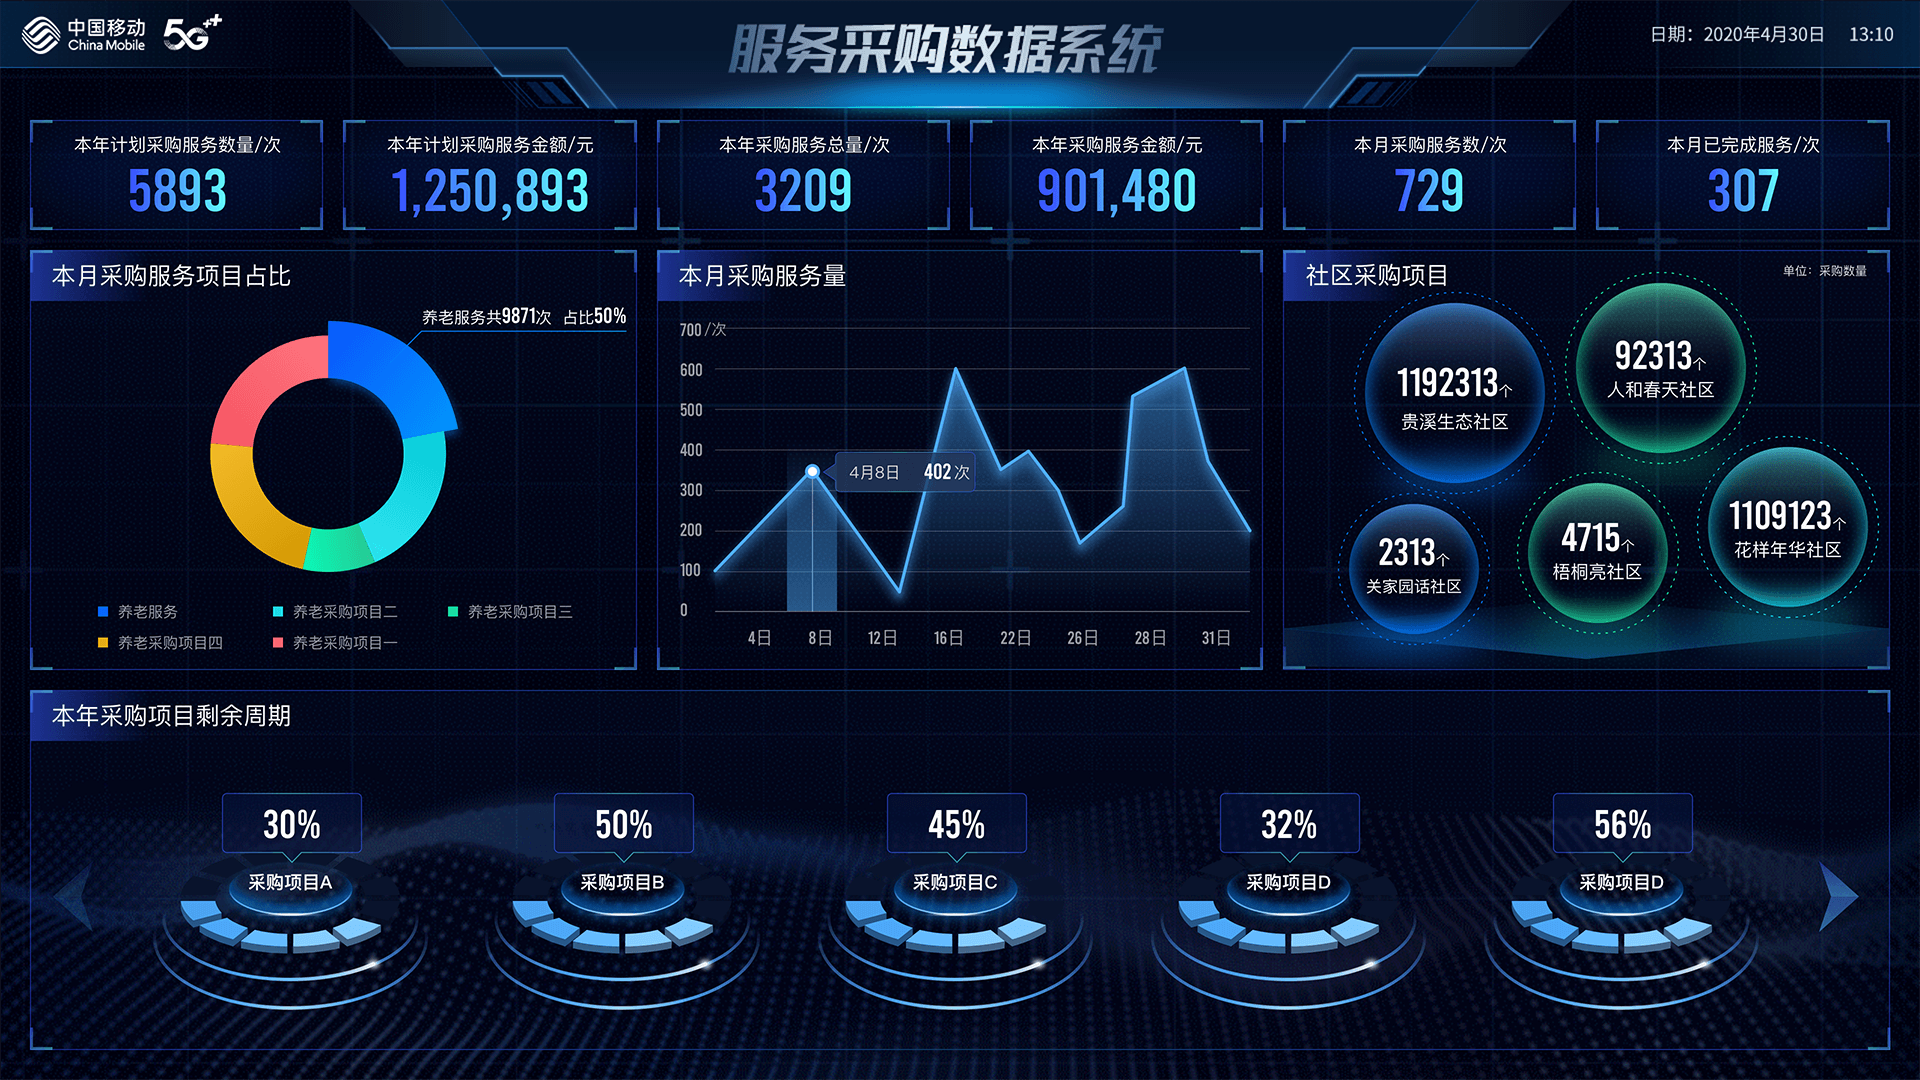 中国移动
China Mobile
5G++
服务采购数据系统
日期：2020年4月30日 13:10
本年计划采购服务数量/次
5893
本年计划采购服务金额/元
1,250,893
本年采购服务总量/次
3209
本年采购服务金额/元
901,480
本月采购服务数/次
729
本月已完成服务/次
307
本月采购服务项目占比
养老服务共9871次 占比50%
养老服务
养老采购项目二
养老采购项目三
养老采购项目四
养老采购项目一
本月采购服务量
700 /次
600
500
400
300
200
100
0
4月8日 402 次
4日
8日
12日
16日
22日
26日
28日
31日
社区采购项目
单位：采购数量
1192313个
贵溪生态社区
92313个
人和春天社区
2313个
关家园话社区
4715个
梧桐亮社区
1109123个
花样年华社区
本年采购项目剩余周期
30%
采购项目A
50%
采购项目B
45%
采购项目C
32%
采购项目D
56%
采购项目D